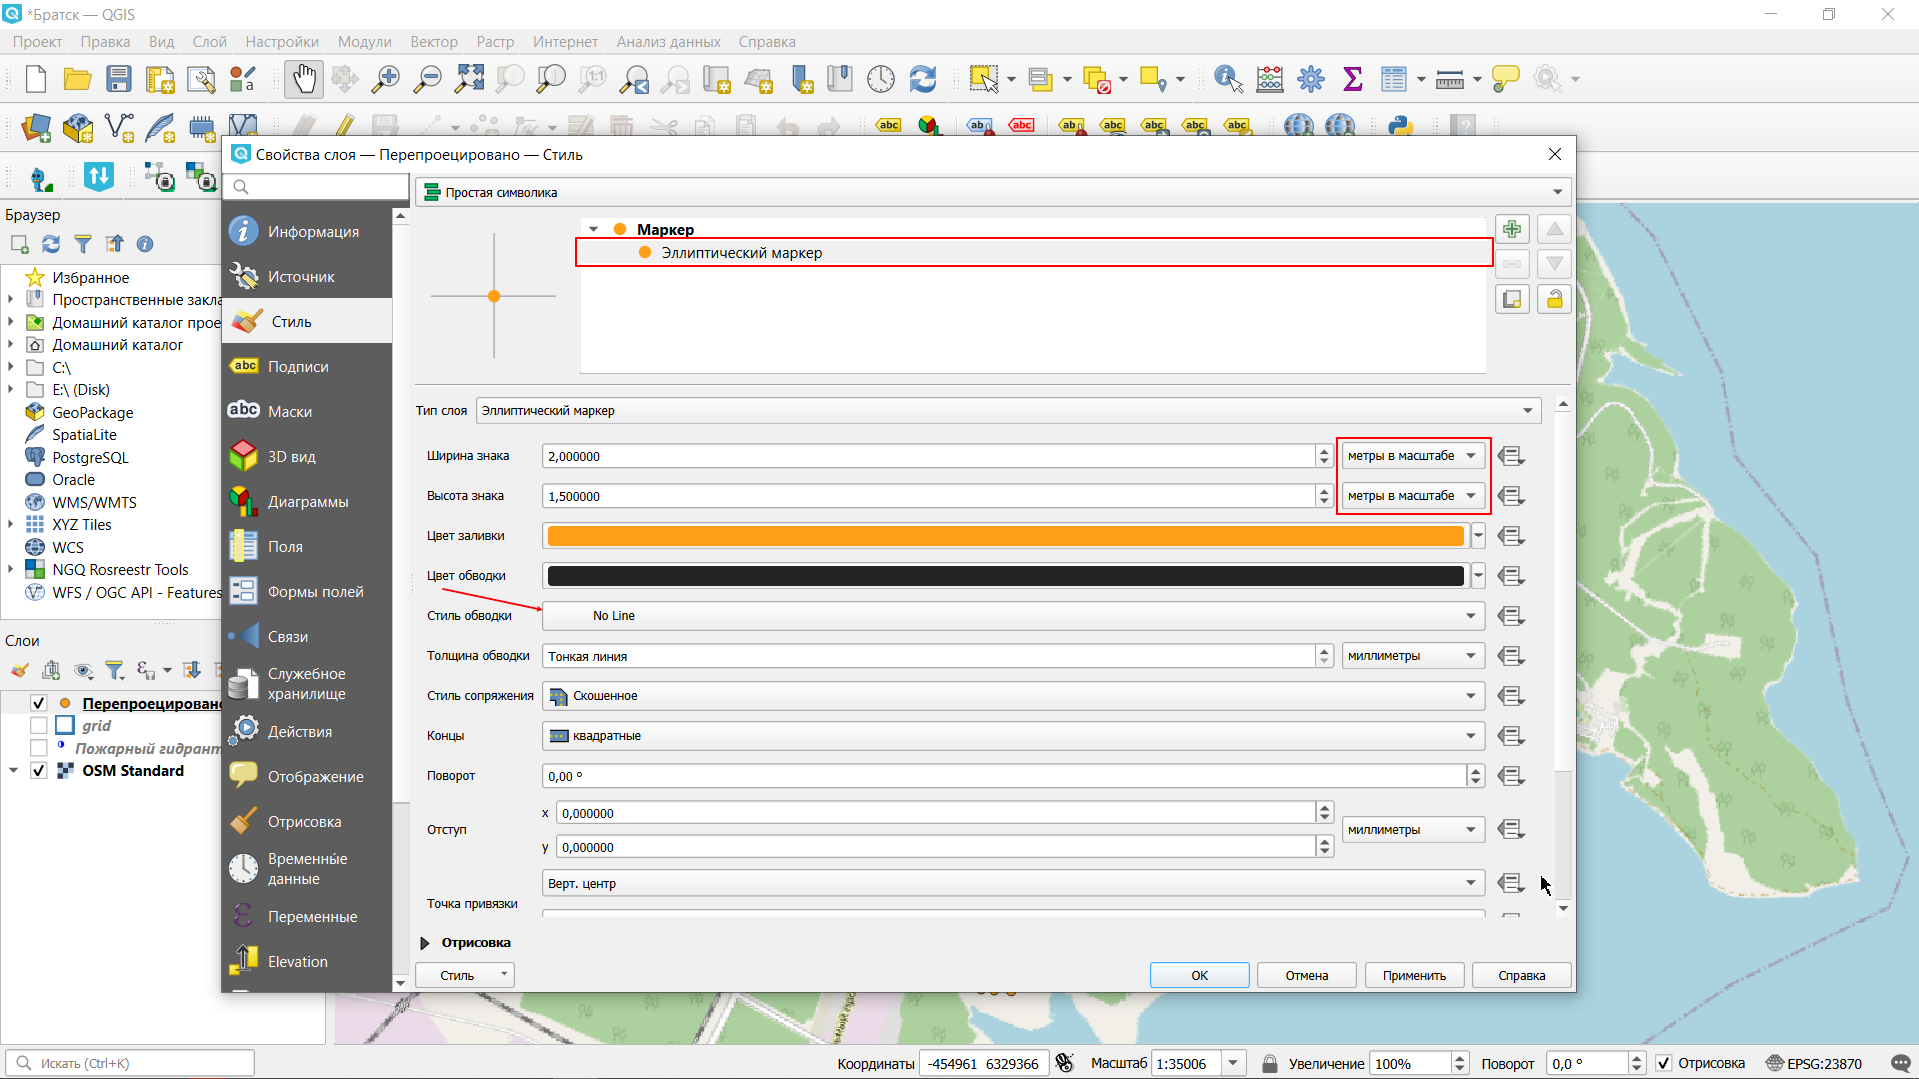 *Братск — QGIS
Проект Правка Вид Слой Настройки Модули Вектор Растр Интернет Анализ данных Справка
Свойства слоя — Перепроецировано — Стиль
Простая символика
Браузер
Избранное
Пространственные закла
Домашний каталог прое
Домашний каталог
C:\
E:\ (Disk)
GeoPackage
SpatiaLite
PostgreSQL
Oracle
WMS/WMTS
XYZ Tiles
WCS
NGQ Rosreestr Tools
WFS / OGC API - Features
Слои
Перепроецировано
grid
Пожарный гидрант
OSM Standard
Информация
Источник
Стиль
Подписи
Маски
3D вид
Диаграммы
Поля
Формы полей
Связи
Служебное
хранилище
Действия
Отображение
Отрисовка
Временны́е
данные
Переменные
Elevation
Маркер
Эллиптический маркер
Тип слоя Эллиптический маркер
Ширина знака 2,000000 метры в масштабе
Высота знака 1,500000 метры в масштабе
Цвет заливки
Цвет обводки
Стиль обводки No Line
Толщина обводки Тонкая линия миллиметры
Стиль сопряжения Скошенное
Концы квадратные
Поворот 0,00 °
Отступ x 0,000000 миллиметры
y 0,000000
Точка привязки Верт. центр
Отрисовка
Стиль OK Отмена Применить Справка
Искать (Ctrl+K) Координаты -454961 6329366 Масштаб 1:35006 Увеличение 100% Поворот 0,0 ° Отрисовка EPSG:23870